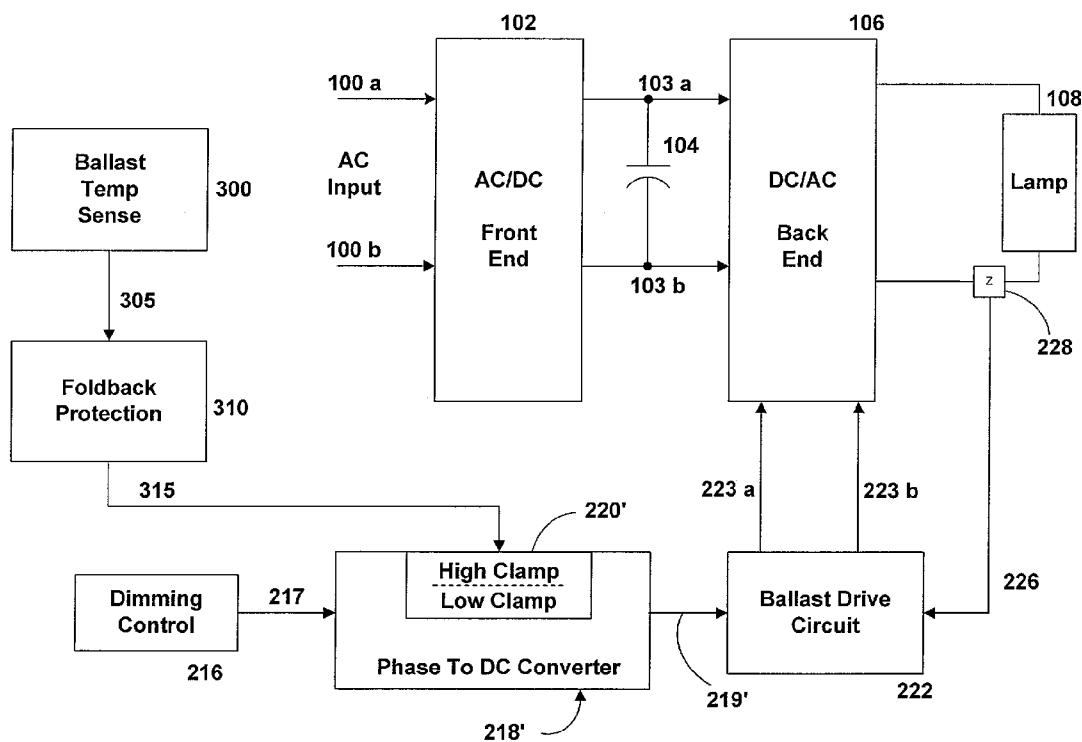 102
106
100 a
103 a
108
Ballast
Temp
Sense
300
AC
Input
AC/DC
Front
End
104
DC/AC
Back
End
Lamp
100 b
103 b
z
228
305
Foldback
Protection
310
315
220'
223 a
223 b
226
Dimming
Control
216
217
High Clamp
Low Clamp
Phase To DC Converter
218'
219'
Ballast Drive
Circuit
222